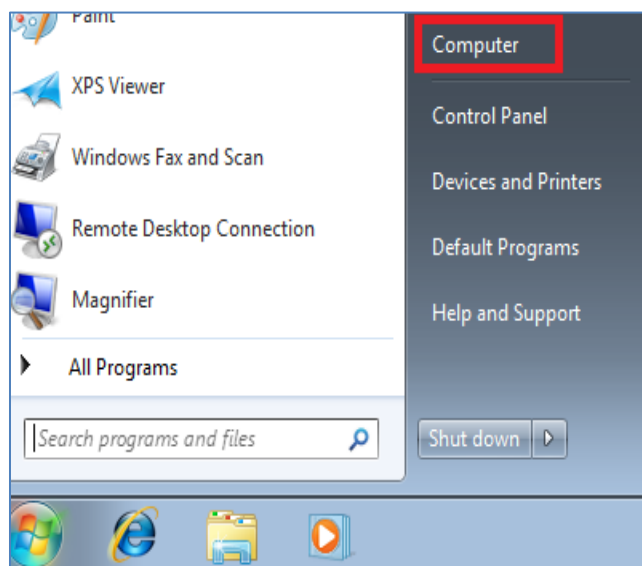 Paint
XPS Viewer
Windows Fax and Scan
Remote Desktop Connection
Magnifier
All Programs
Search programs and files
Computer
Control Panel
Devices and Printers
Default Programs
Help and Support
Shut down